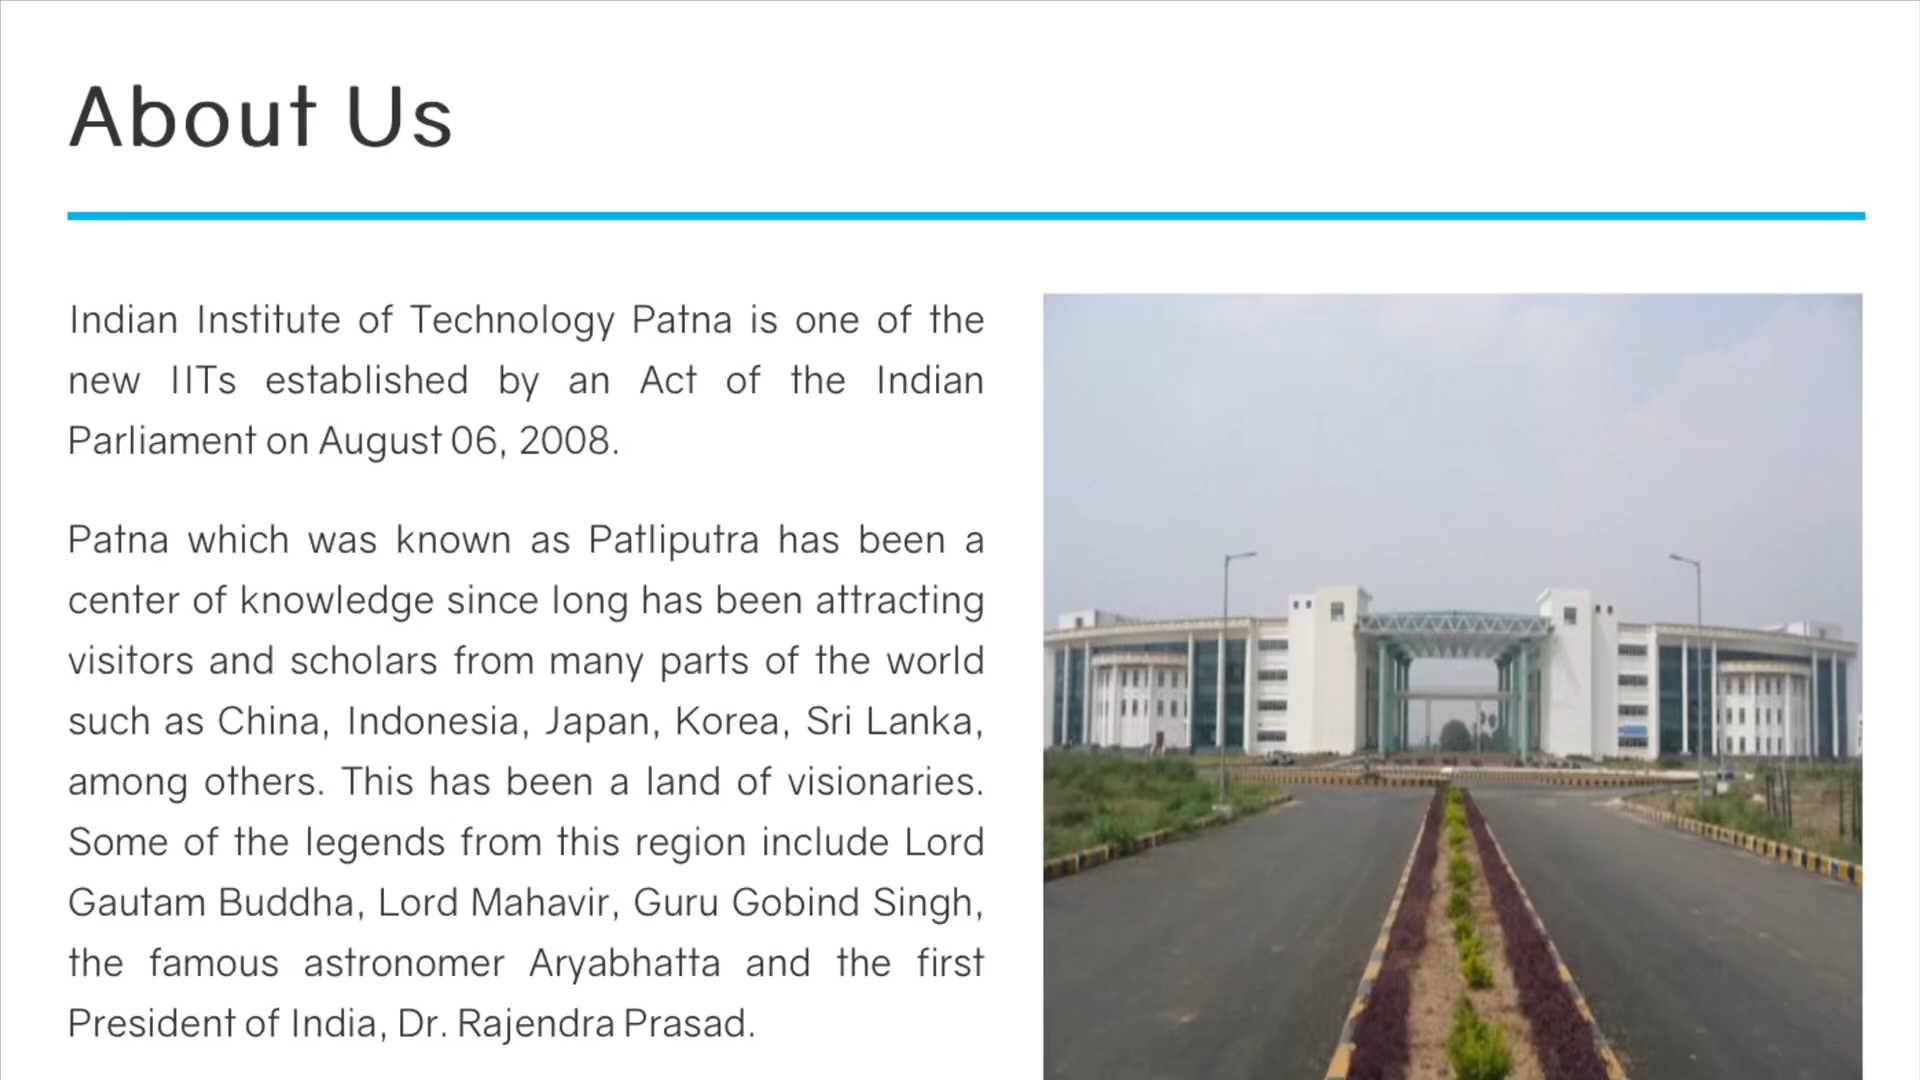 About Us
Indian Institute of Technology Patna is one of the
new IITs established by an Act of the Indian
Parliament on August 06, 2008.
Patna which was known as Patliputra has been a
center of knowledge since long has been attracting
visitors and scholars from many parts of the world
such as China, Indonesia, Japan, Korea, Sri Lanka,
among others. This has been a land of visionaries.
Some of the legends from this region include Lord
Gautam Buddha, Lord Mahavir, Guru Gobind Singh,
the famous astronomer Aryabhatta and the first
President of India, Dr. Rajendra Prasad.